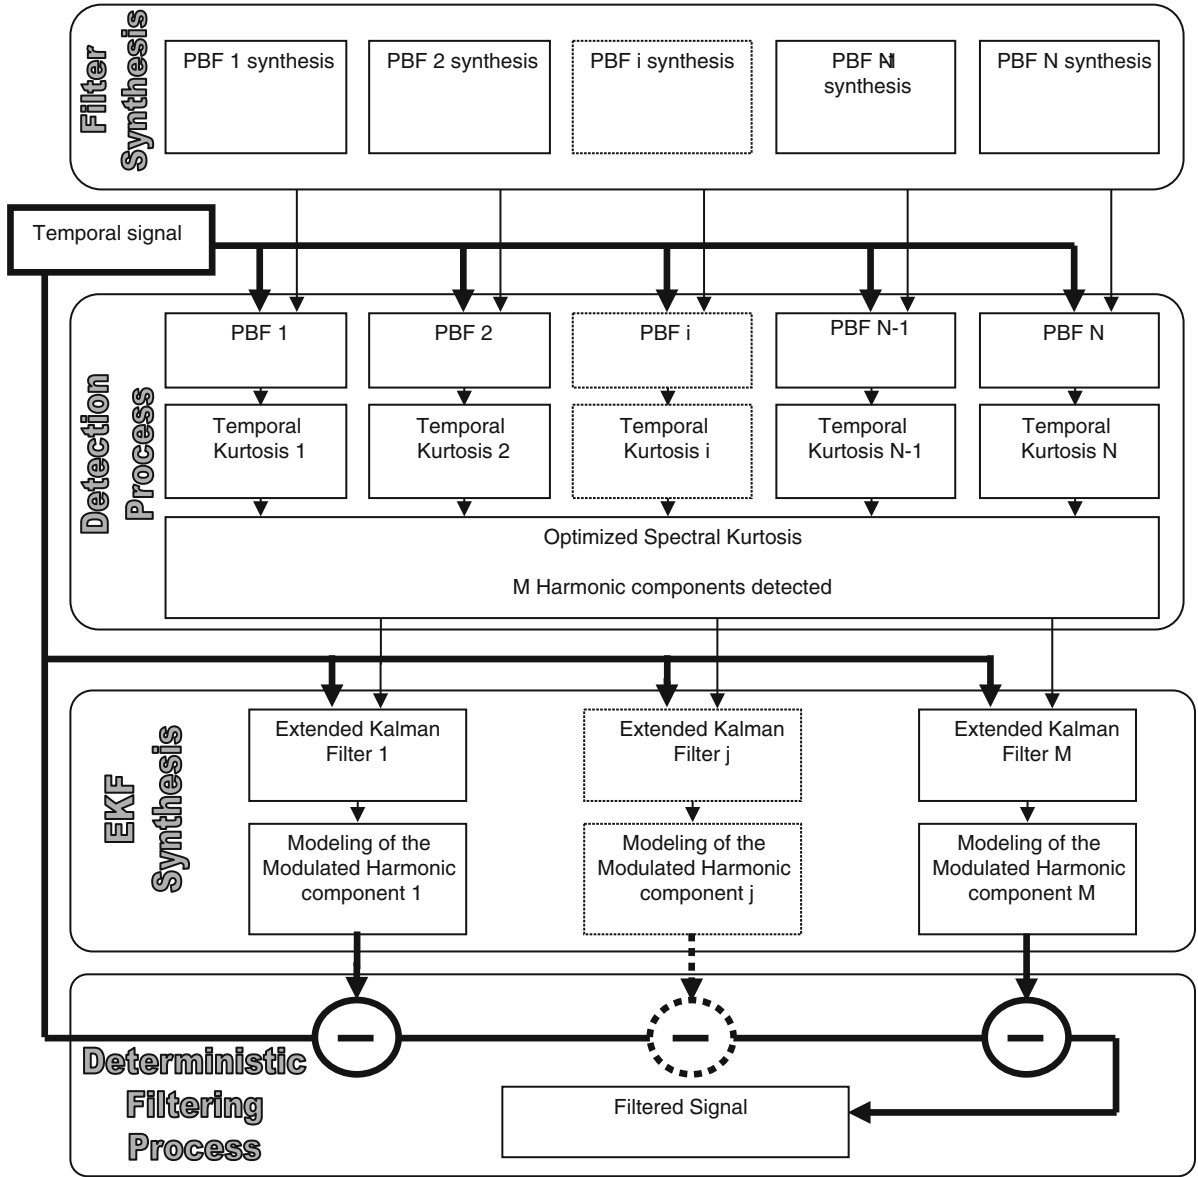 Filter
Synthesis
PBF 1 synthesis
PBF 2 synthesis
PBF i synthesis
PBF N-1
synthesis
PBF N synthesis
Temporal signal
Detection
Process
PBF 1
PBF 2
PBF i
PBF N-1
PBF N
Temporal
Kurtosis 1
Temporal
Kurtosis 2
Temporal
Kurtosis i
Temporal
Kurtosis N-1
Temporal
Kurtosis N
Optimized Spectral Kurtosis
M Harmonic components detected
EKF
Synthesis
Extended Kalman
Filter 1
Extended Kalman
Filter j
Extended Kalman
Filter M
Modeling of the
Modulated Harmonic
component 1
Modeling of the
Modulated Harmonic
component j
Modeling of the
Modulated Harmonic
component M
Deterministic
Filtering
Process
Filtered Signal